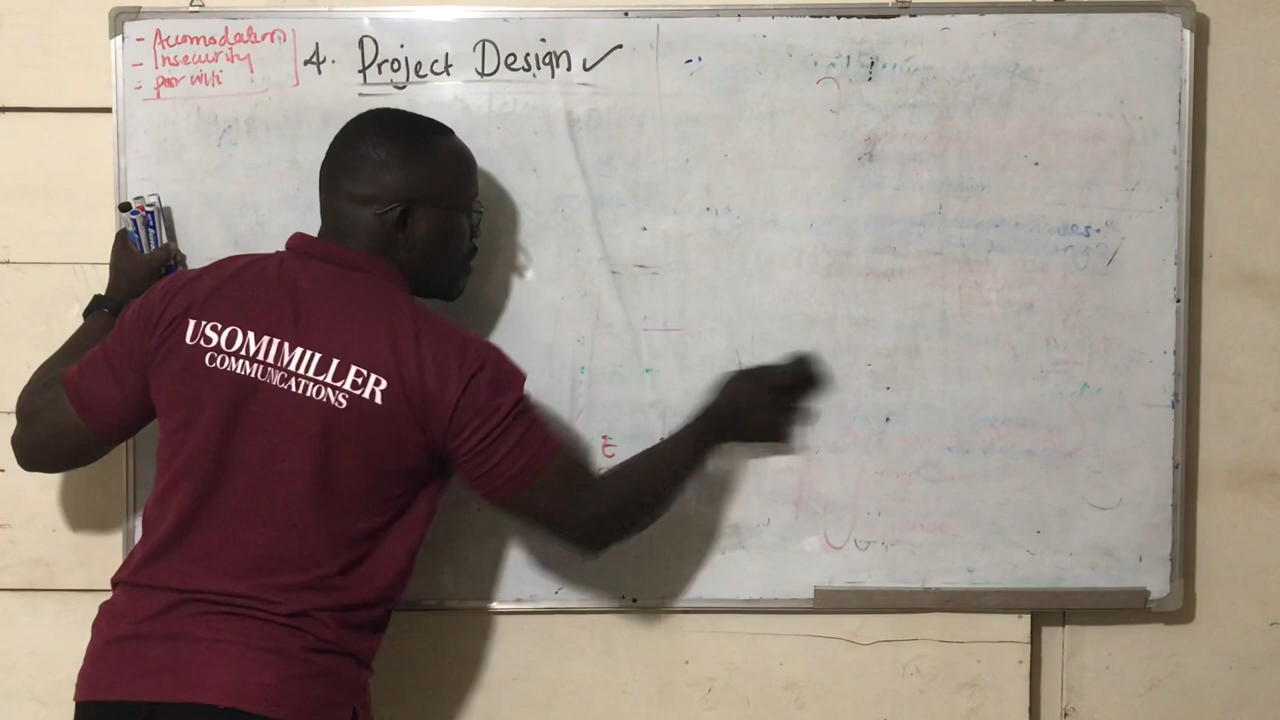 - Accomodation
- Insecurity
- poor wifi
4. Project Design ✓
USOMIMILLER
COMMUNICATIONS
E